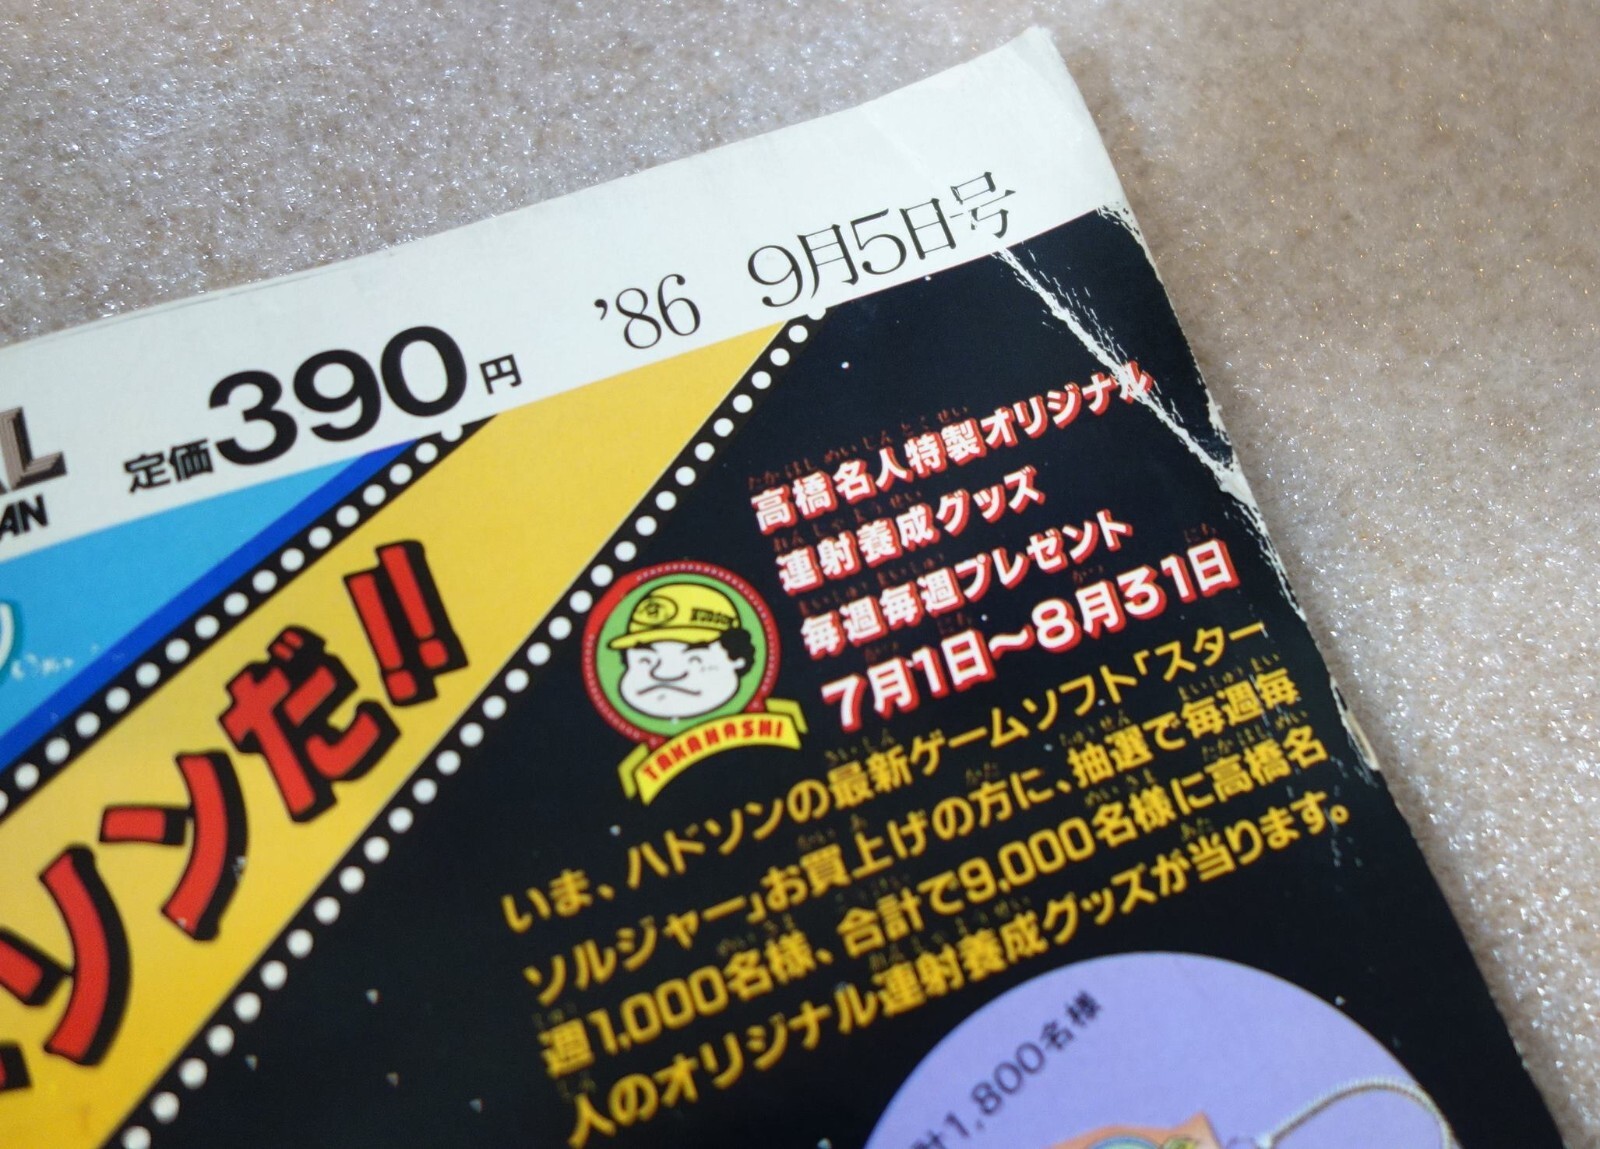 定価390円 '86 9月5日号
AN
ソンだ!!
高橋名人特製オリジナル
連射養成グッズ
毎週毎週プレゼント
7月1日〜8月31日
HUDSON
TAKAHASHI
いま、ハドソンの最新ゲームソフト「スター
ソルジャー」お買上げの方に、抽選で毎週毎
週1,000名様、合計で9,000名様に高橋名
人のオリジナル連射養成グッズが当ります。
計1,800名様